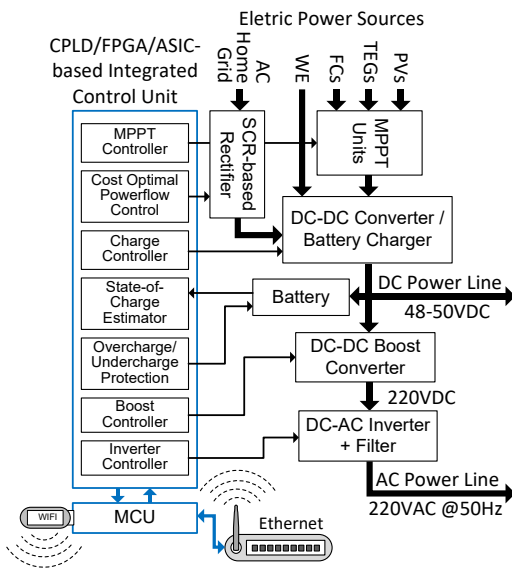 Eletric Power Sources
CPLD/FPGA/ASIC-
based Integrated
Control Unit
AC
Home
Grid
WE
FCs
TEGs
PVs
MPPT
Controller
Cost Optimal
Powerflow
Control
Charge
Controller
State-of-
Charge
Estimator
Overcharge/
Undercharge
Protection
Boost
Controller
Inverter
Controller
SCR-based
Rectifier
MPPT
Units
DC-DC Converter /
Battery Charger
Battery
DC Power Line
48-50VDC
DC-DC Boost
Converter
220VDC
DC-AC Inverter
+ Filter
AC Power Line
220VAC @50Hz
WIFI
MCU
Ethernet